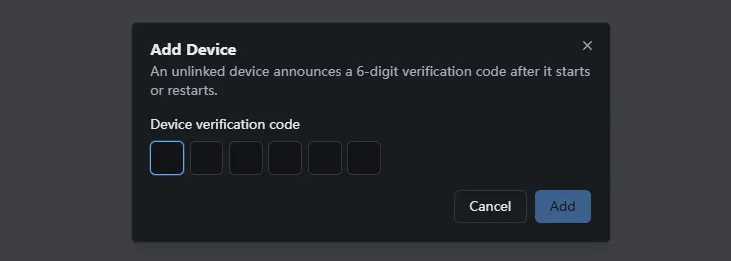 Add Device
An unlinked device announces a 6-digit verification code after it starts
or restarts.
Device verification code
Cancel
Add